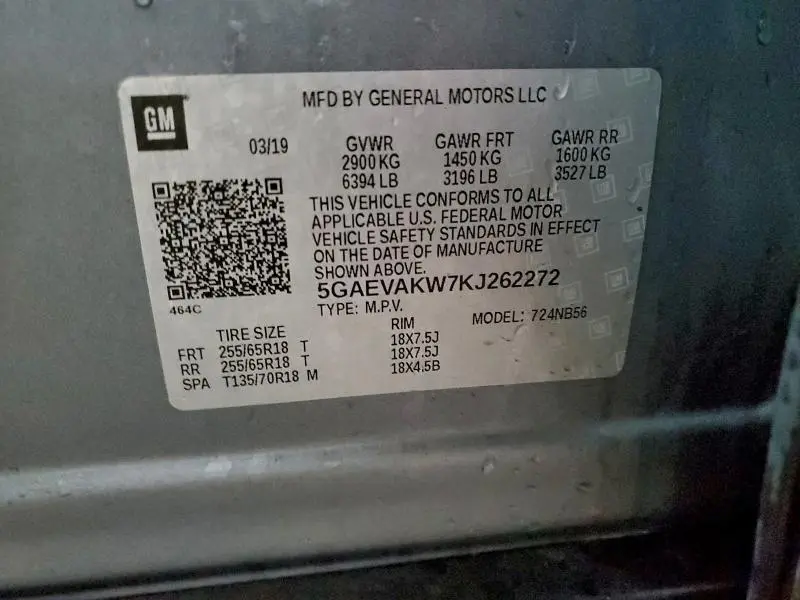 GM
MFD BY GENERAL MOTORS LLC
03/19 GVWR GAWR FRT GAWR RR
2900 KG 1450 KG 1600 KG
6394 LB 3196 LB 3527 LB
THIS VEHICLE CONFORMS TO ALL
APPLICABLE U.S. FEDERAL MOTOR
VEHICLE SAFETY STANDARDS IN EFFECT
ON THE DATE OF MANUFACTURE
SHOWN ABOVE.
5GAEVAKW7KJ262272
464C
TYPE: M.P.V. MODEL: 724NB56
TIRE SIZE RIM
FRT 255/65R18 T 18X7.5J
RR 255/65R18 T 18X7.5J
SPA T135/70R18 M 18X4.5B